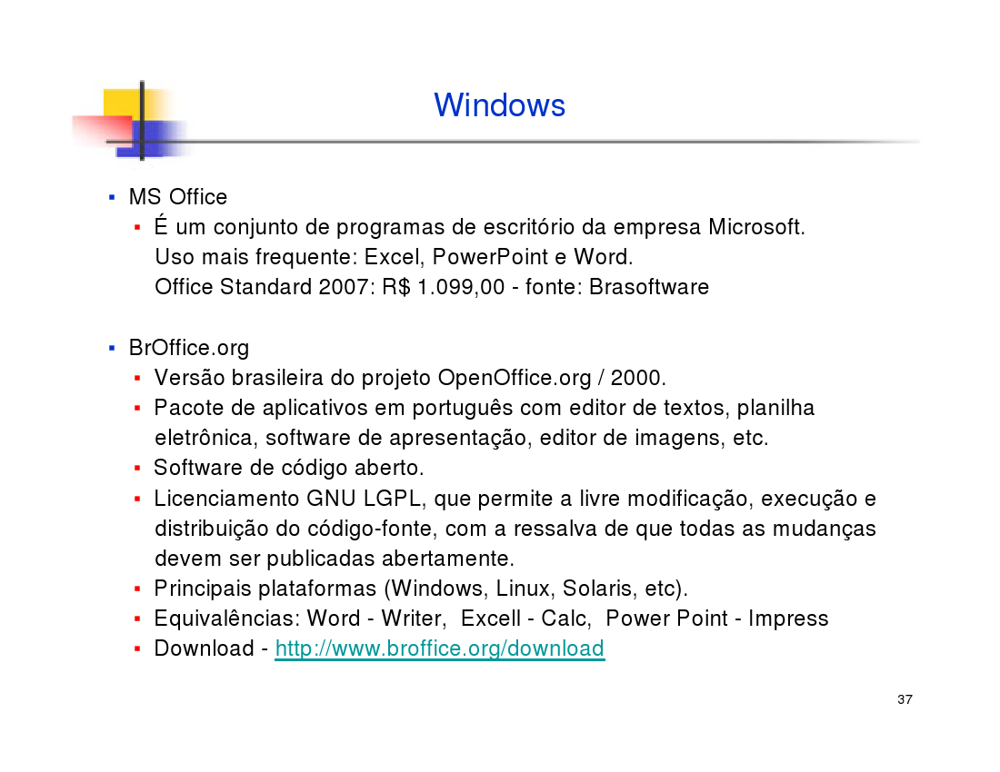 Windows
▪ MS Office
▪ É um conjunto de programas de escritório da empresa Microsoft.
Uso mais frequente: Excel, PowerPoint e Word.
Office Standard 2007: R$ 1.099,00 - fonte: Brasoftware
▪ BrOffice.org
▪ Versão brasileira do projeto OpenOffice.org / 2000.
▪ Pacote de aplicativos em português com editor de textos, planilha
eletrônica, software de apresentação, editor de imagens, etc.
▪ Software de código aberto.
▪ Licenciamento GNU LGPL, que permite a livre modificação, execução e
distribuição do código-fonte, com a ressalva de que todas as mudanças
devem ser publicadas abertamente.
▪ Principais plataformas (Windows, Linux, Solaris, etc).
▪ Equivalências: Word - Writer,  Excell - Calc,  Power Point - Impress
▪ Download - http://www.broffice.org/download
37